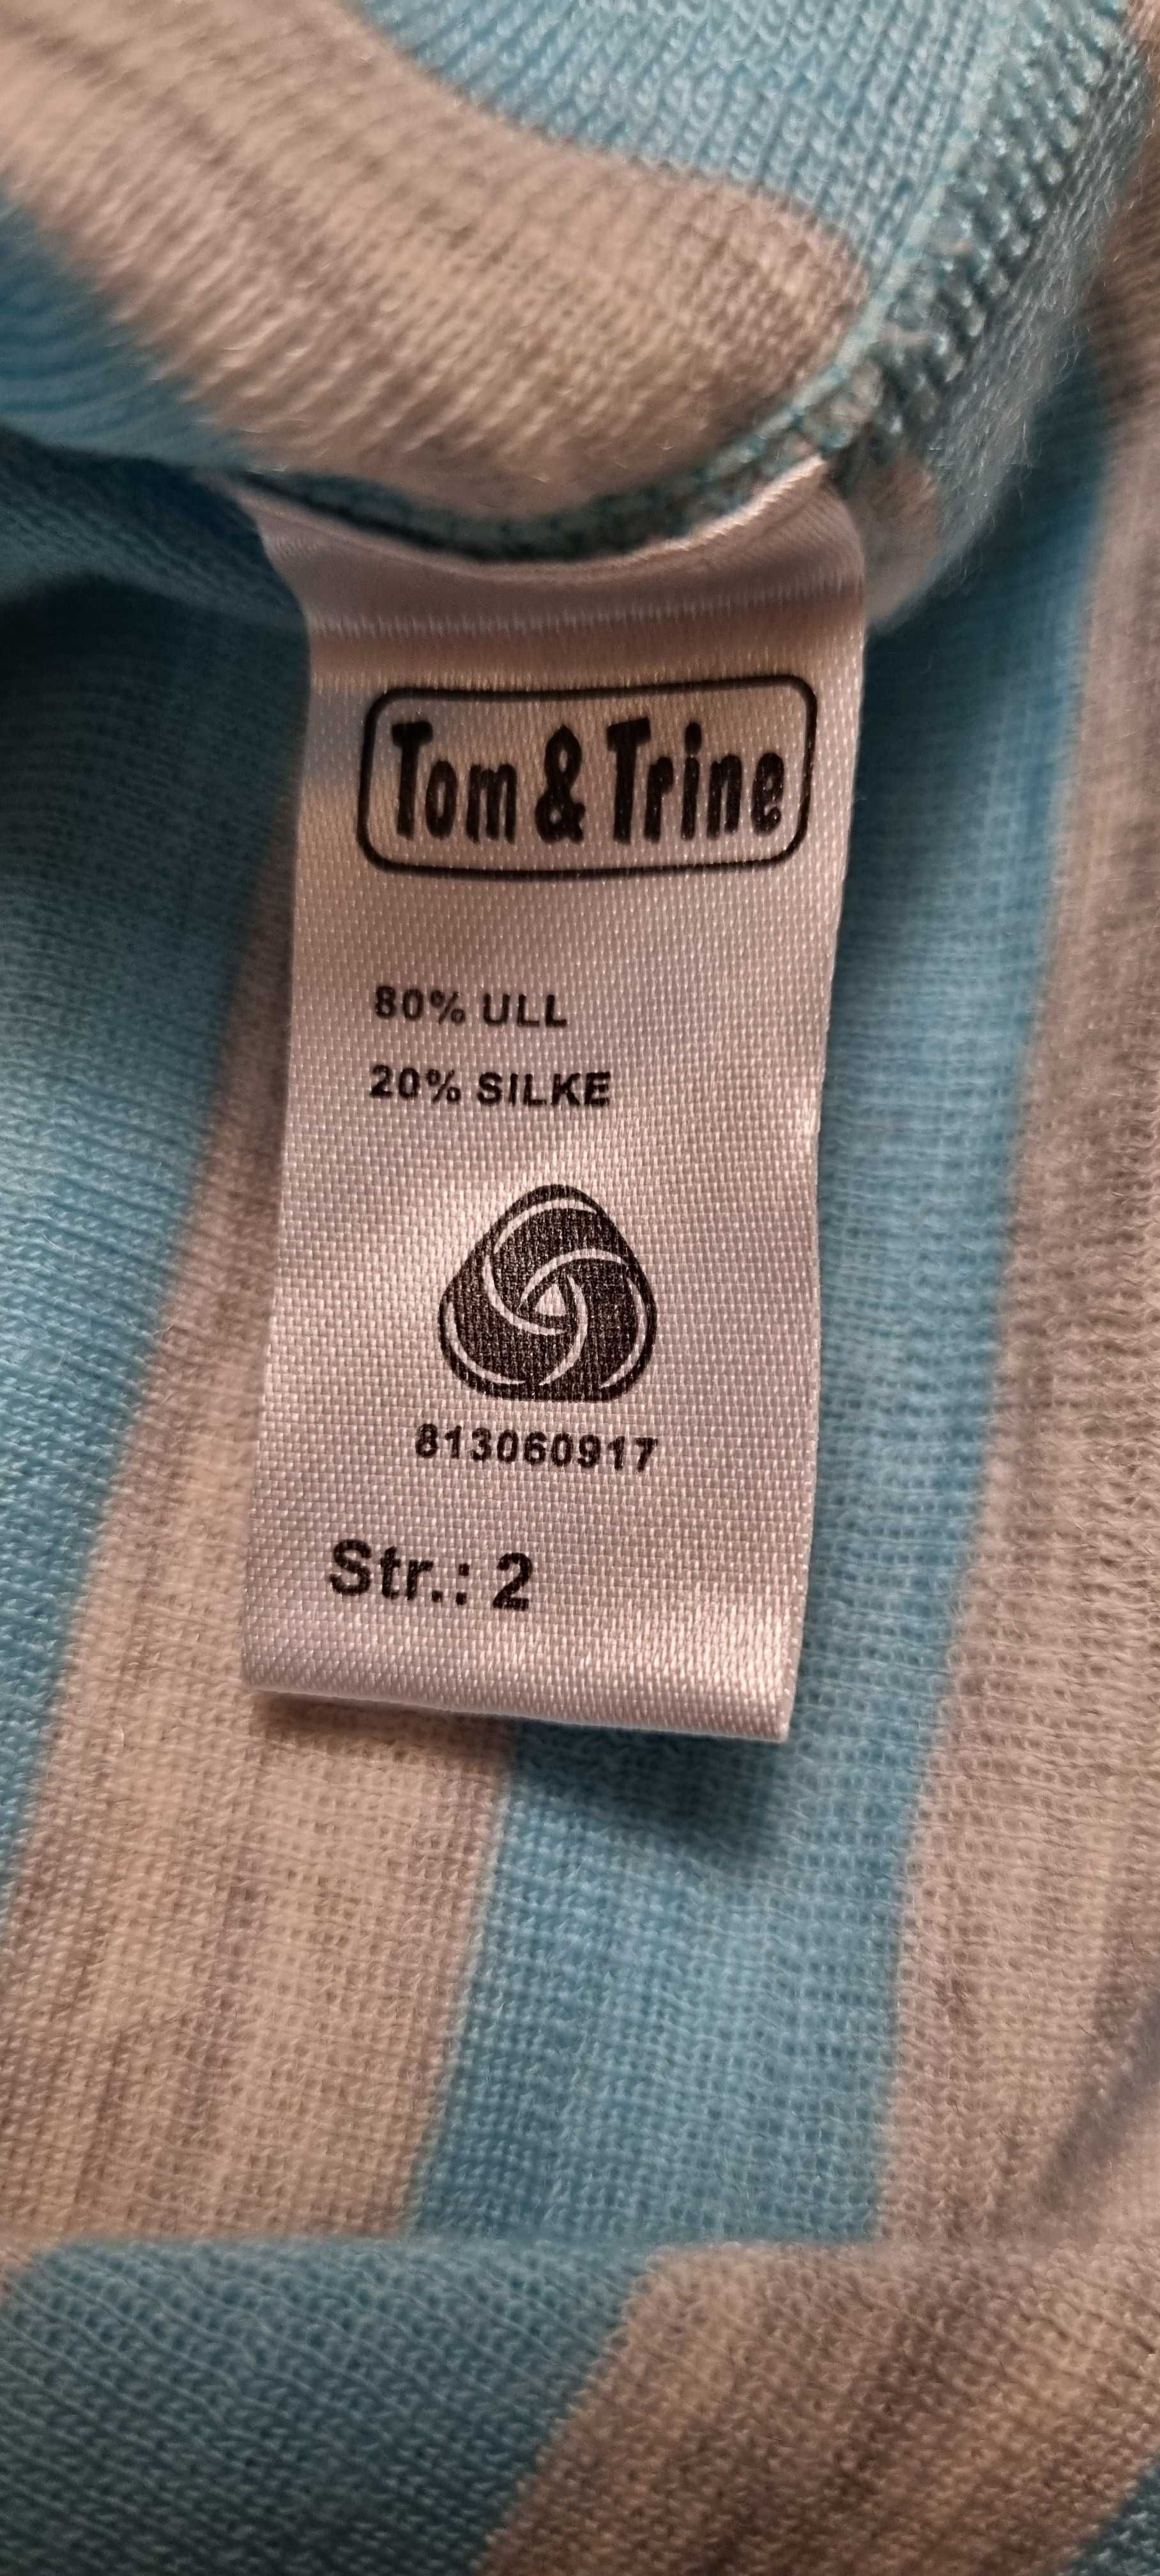 Tom & Trine
80% ULL
20% SILKE
813060917
Str.: 2